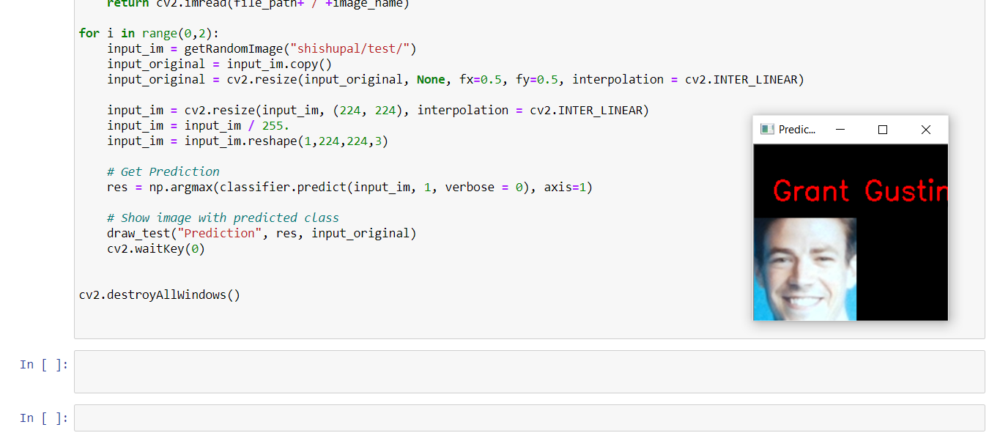 return cv2.imread(file_path+"/"+image_name)
for i in range(0,2):
input_im = getRandomImage("shishupal/test/")
input_original = input_im.copy()
input_original = cv2.resize(input_original, None, fx=0.5, fy=0.5, interpolation = cv2.INTER_LINEAR)
input_im = cv2.resize(input_im, (224, 224), interpolation = cv2.INTER_LINEAR)
input_im = input_im / 255.
input_im = input_im.reshape(1,224,224,3)
# Get Prediction
res = np.argmax(classifier.predict(input_im, 1, verbose = 0), axis=1)
# Show image with predicted class
draw_test("Prediction", res, input_original)
cv2.waitKey(0)
cv2.destroyAllWindows()
Predic...
Grant Gustin
In [ ]:
In [ ]: